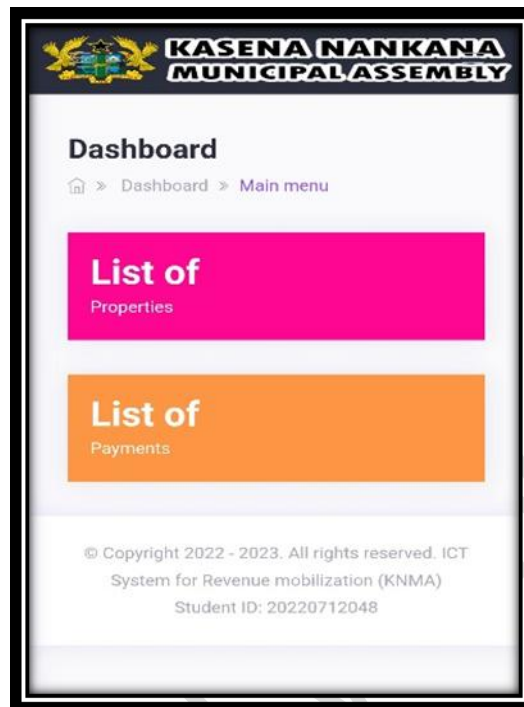 KASENA NANKANA
MUNICIPAL ASSEMBLY
Dashboard
Dashboard » Main menu
List of
Properties
List of
Payments
© Copyright 2022 - 2023. All rights reserved. ICT
System for Revenue mobilization (KNMA)
Student ID: 20220712048